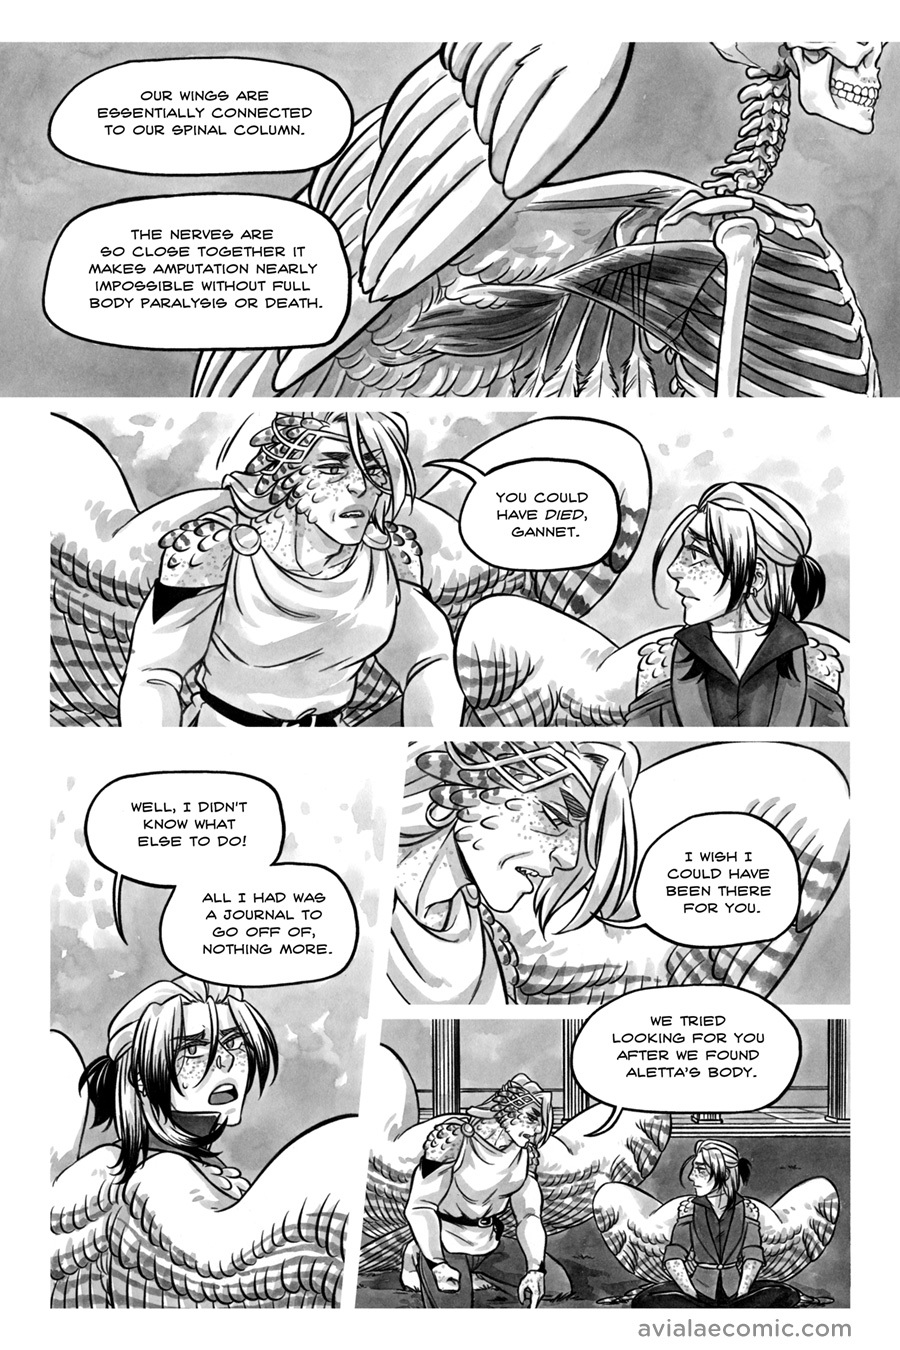 OUR WINGS ARE
ESSENTIALLY CONNECTED
TO OUR SPINAL COLUMN.
THE NERVES ARE
SO CLOSE TOGETHER IT
MAKES AMPUTATION NEARLY
IMPOSSIBLE WITHOUT FULL
BODY PARALYSIS OR DEATH.
YOU COULD
HAVE DIED,
GANNET.
WELL, I DIDN'T
KNOW WHAT
ELSE TO DO!
ALL I HAD WAS
A JOURNAL TO
GO OFF OF,
NOTHING MORE.
I WISH I
COULD HAVE
BEEN THERE
FOR YOU.
WE TRIED
LOOKING FOR YOU
AFTER WE FOUND
ALETTA'S BODY.
avialaecomic.com